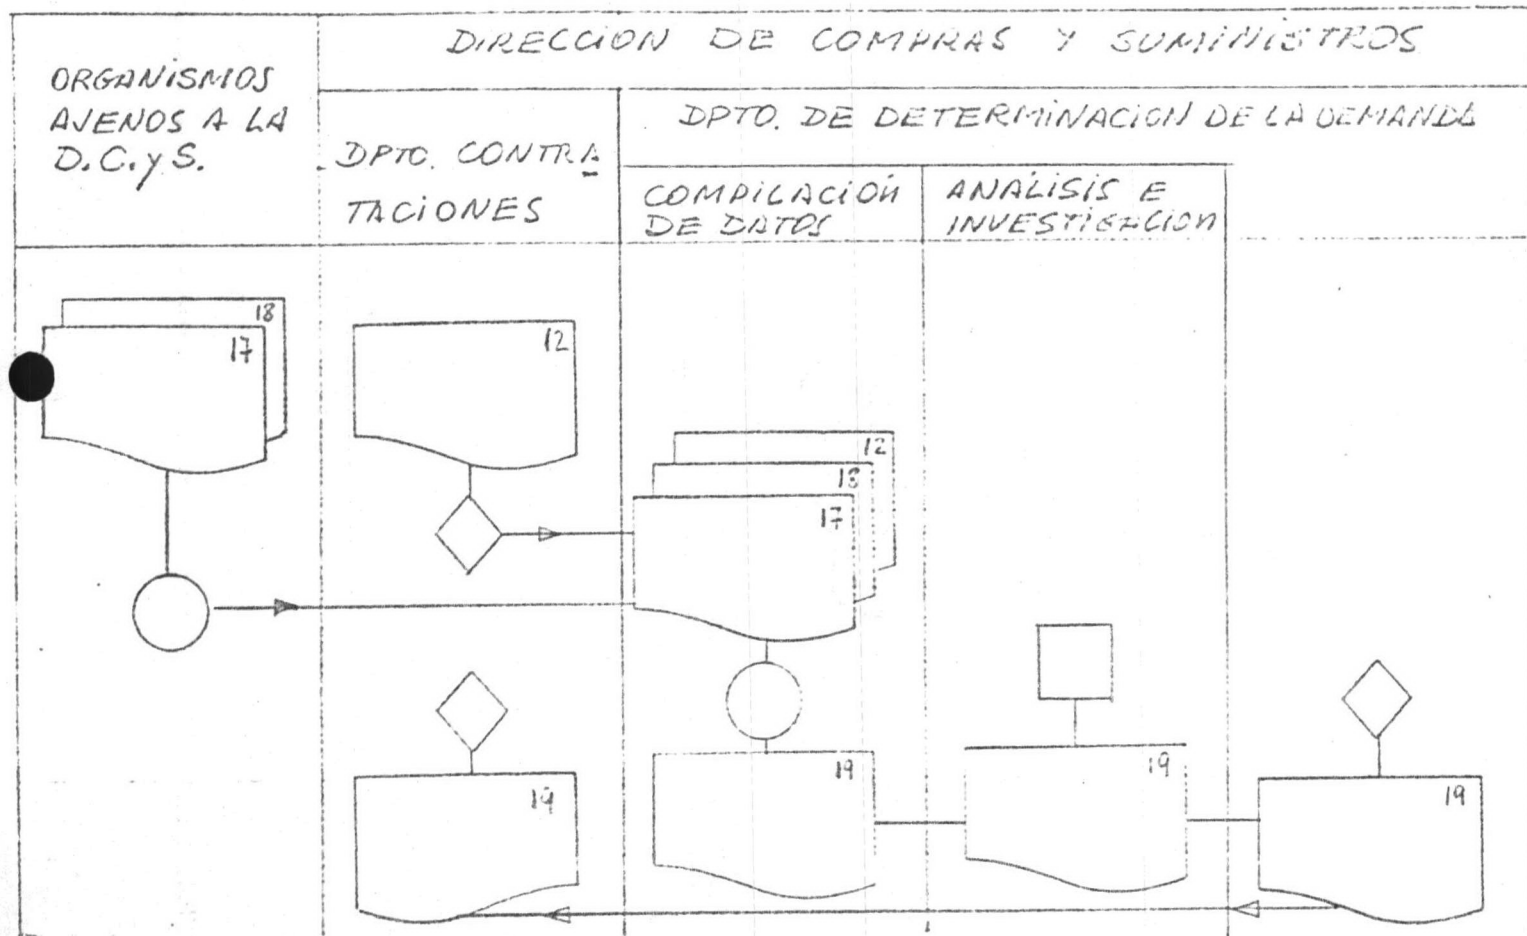 DIRECCION DE COMPRAS Y SUMINISTROS
ORGANISMOS
AJENOS A LA
D.C.yS.
DPTO. CONTRA
TACIONES
DPTO. DE DETERMINACION DE LA DEMANDA
COMPILACIÓN
DE DATOS
ANALISIS E
INVESTIGACION
18
17
12
12
18
17
19
19
19
19